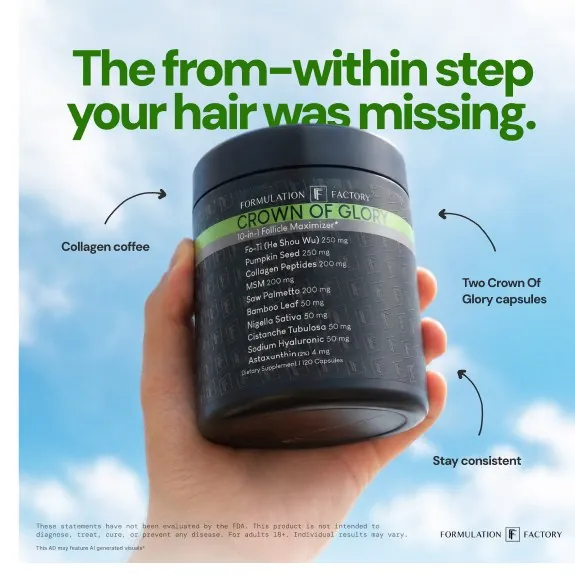 The from-within step
your hair was missing.
FORMULATION F FACTORY
CROWN OF GLORY
10-in-1 Follicle Maximizer*
Fo-Ti (He Shou Wu) 250 mg
Pumpkin Seed 250 mg
Collagen Peptides 200 mg
MSM 200 mg
Saw Palmetto 200 mg
Bamboo Leaf 50 mg
Nigella Sativa 50 mg
Cistanche Tubulosa 50 mg
Sodium Hyaluronic 50 mg
Astaxanthin (2%) 4 mg
Dietary Supplement | 120 Capsules
Collagen coffee
Two Crown Of
Glory capsules
Stay consistent
These statements have not been evaluated by the FDA. This product is not intended to
diagnose, treat, cure, or prevent any disease. For adults 18+. Individual results may vary.
This AD may feature AI generated visuals*
FORMULATION F FACTORY